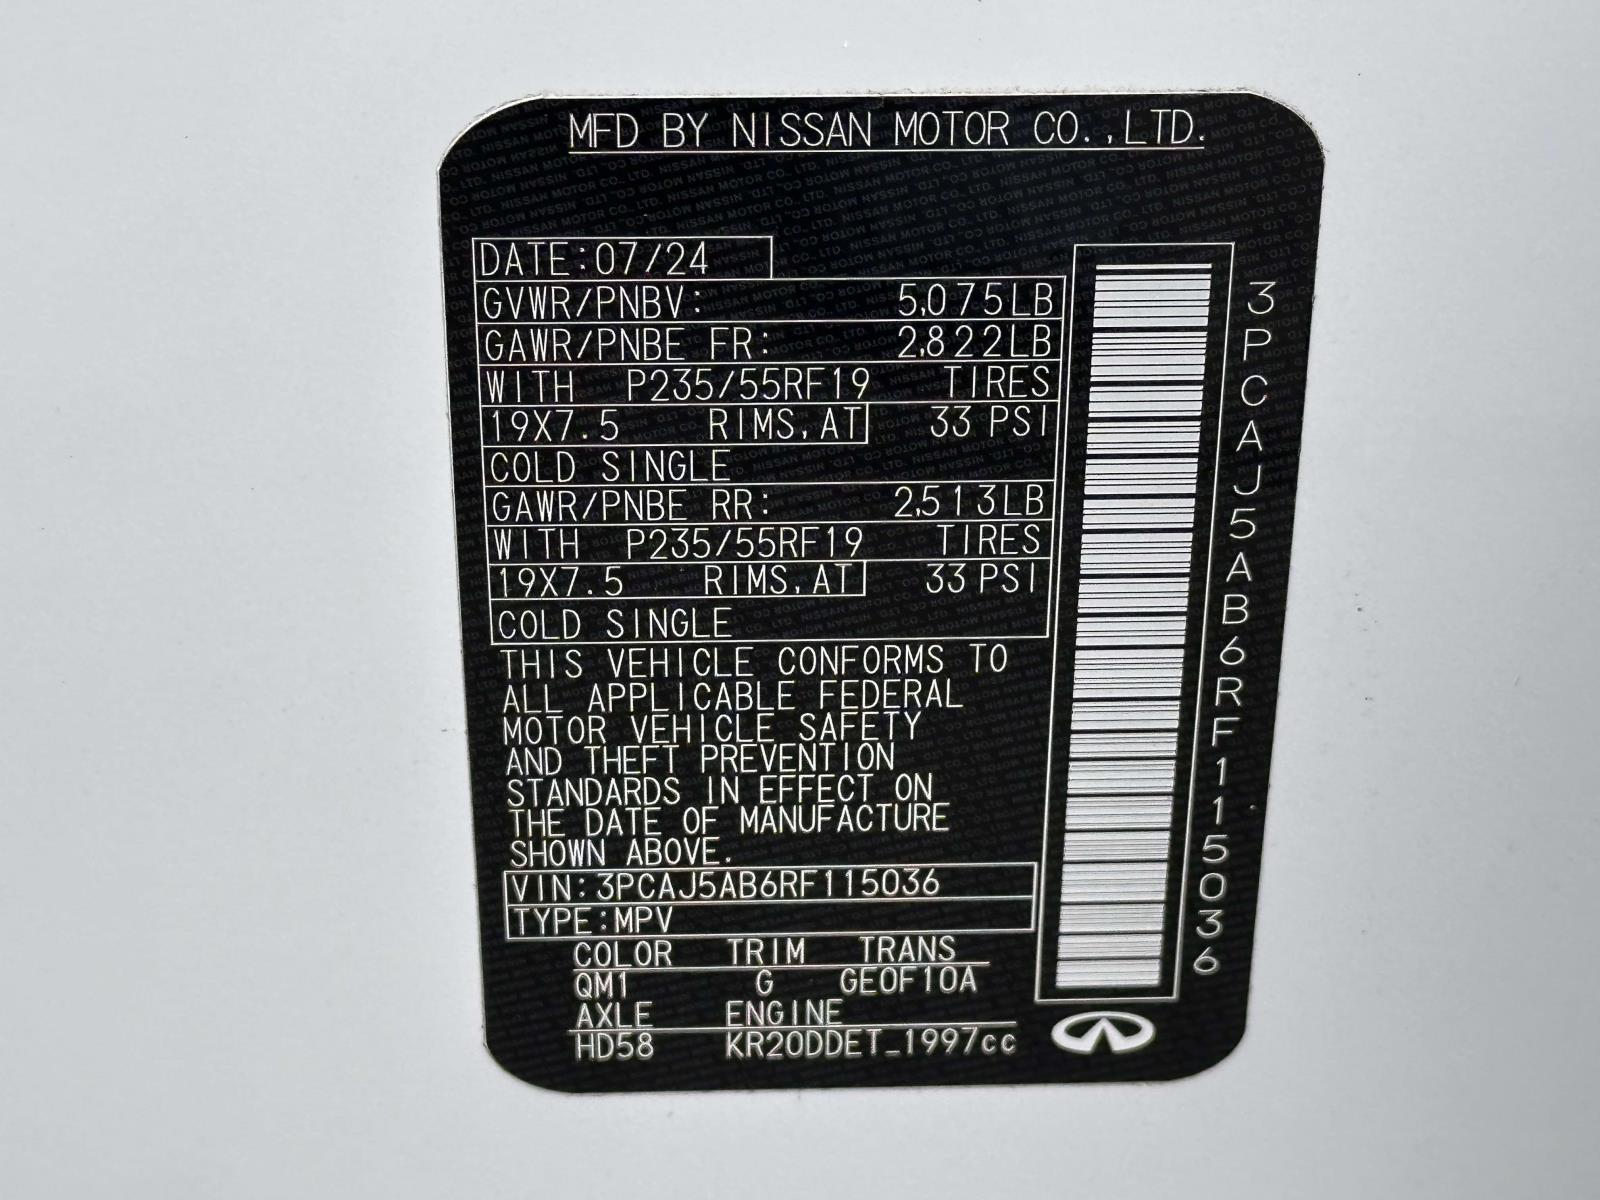 MFD BY NISSAN MOTOR CO.,LTD.
DATE:07/24
GVWR/PNBV: 5,075LB
GAWR/PNBE FR: 2,822LB
WITH P235/55RF19 TIRES
19X7.5 RIMS,AT 33 PSI
COLD SINGLE
GAWR/PNBE RR: 2,513LB
WITH P235/55RF19 TIRES
19X7.5 RIMS,AT 33 PSI
COLD SINGLE
THIS VEHICLE CONFORMS TO
ALL APPLICABLE FEDERAL
MOTOR VEHICLE SAFETY
AND THEFT PREVENTION
STANDARDS IN EFFECT ON
THE DATE OF MANUFACTURE
SHOWN ABOVE.
VIN:3PCAJ5AB6RF115036
TYPE:MPV
COLOR TRIM TRANS
QM1 G GE0F10A
AXLE ENGINE
HD58 KR20DDET_1997cc
3PCAJ5AB6RF115036